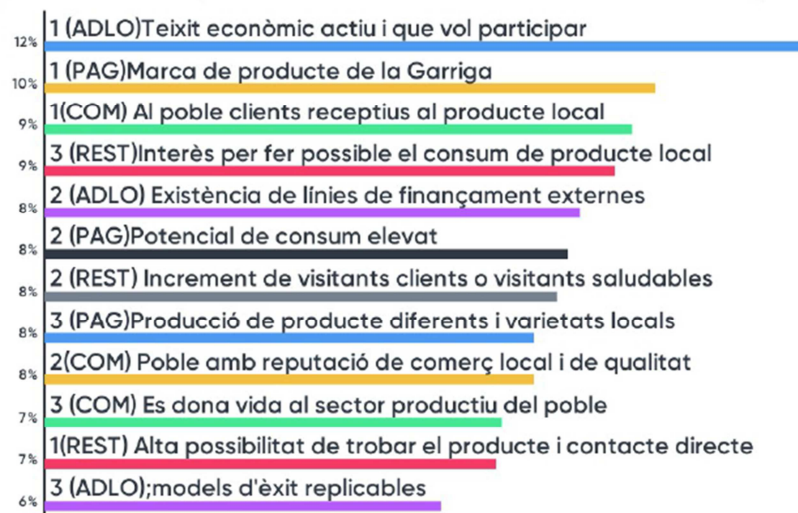 1 (ADLO)Teixit econòmic actiu i que vol participar
12%
1 (PAG)Marca de producte de la Garriga
10%
1(COM) Al poble clients receptius al producte local
9%
3 (REST)Interès per fer possible el consum de producte local
9%
2 (ADLO) Existència de línies de finançament externes
8%
2 (PAG)Potencial de consum elevat
8%
2 (REST) Increment de visitants clients o visitants saludables
8%
3 (PAG)Producció de producte diferents i varietats locals
8%
2(COM) Poble amb reputació de comerç local i de qualitat
8%
3 (COM) Es dona vida al sector productiu del poble
7%
1(REST) Alta possibilitat de trobar el producte i contacte directe
7%
3 (ADLO);models d'èxit replicables
6%